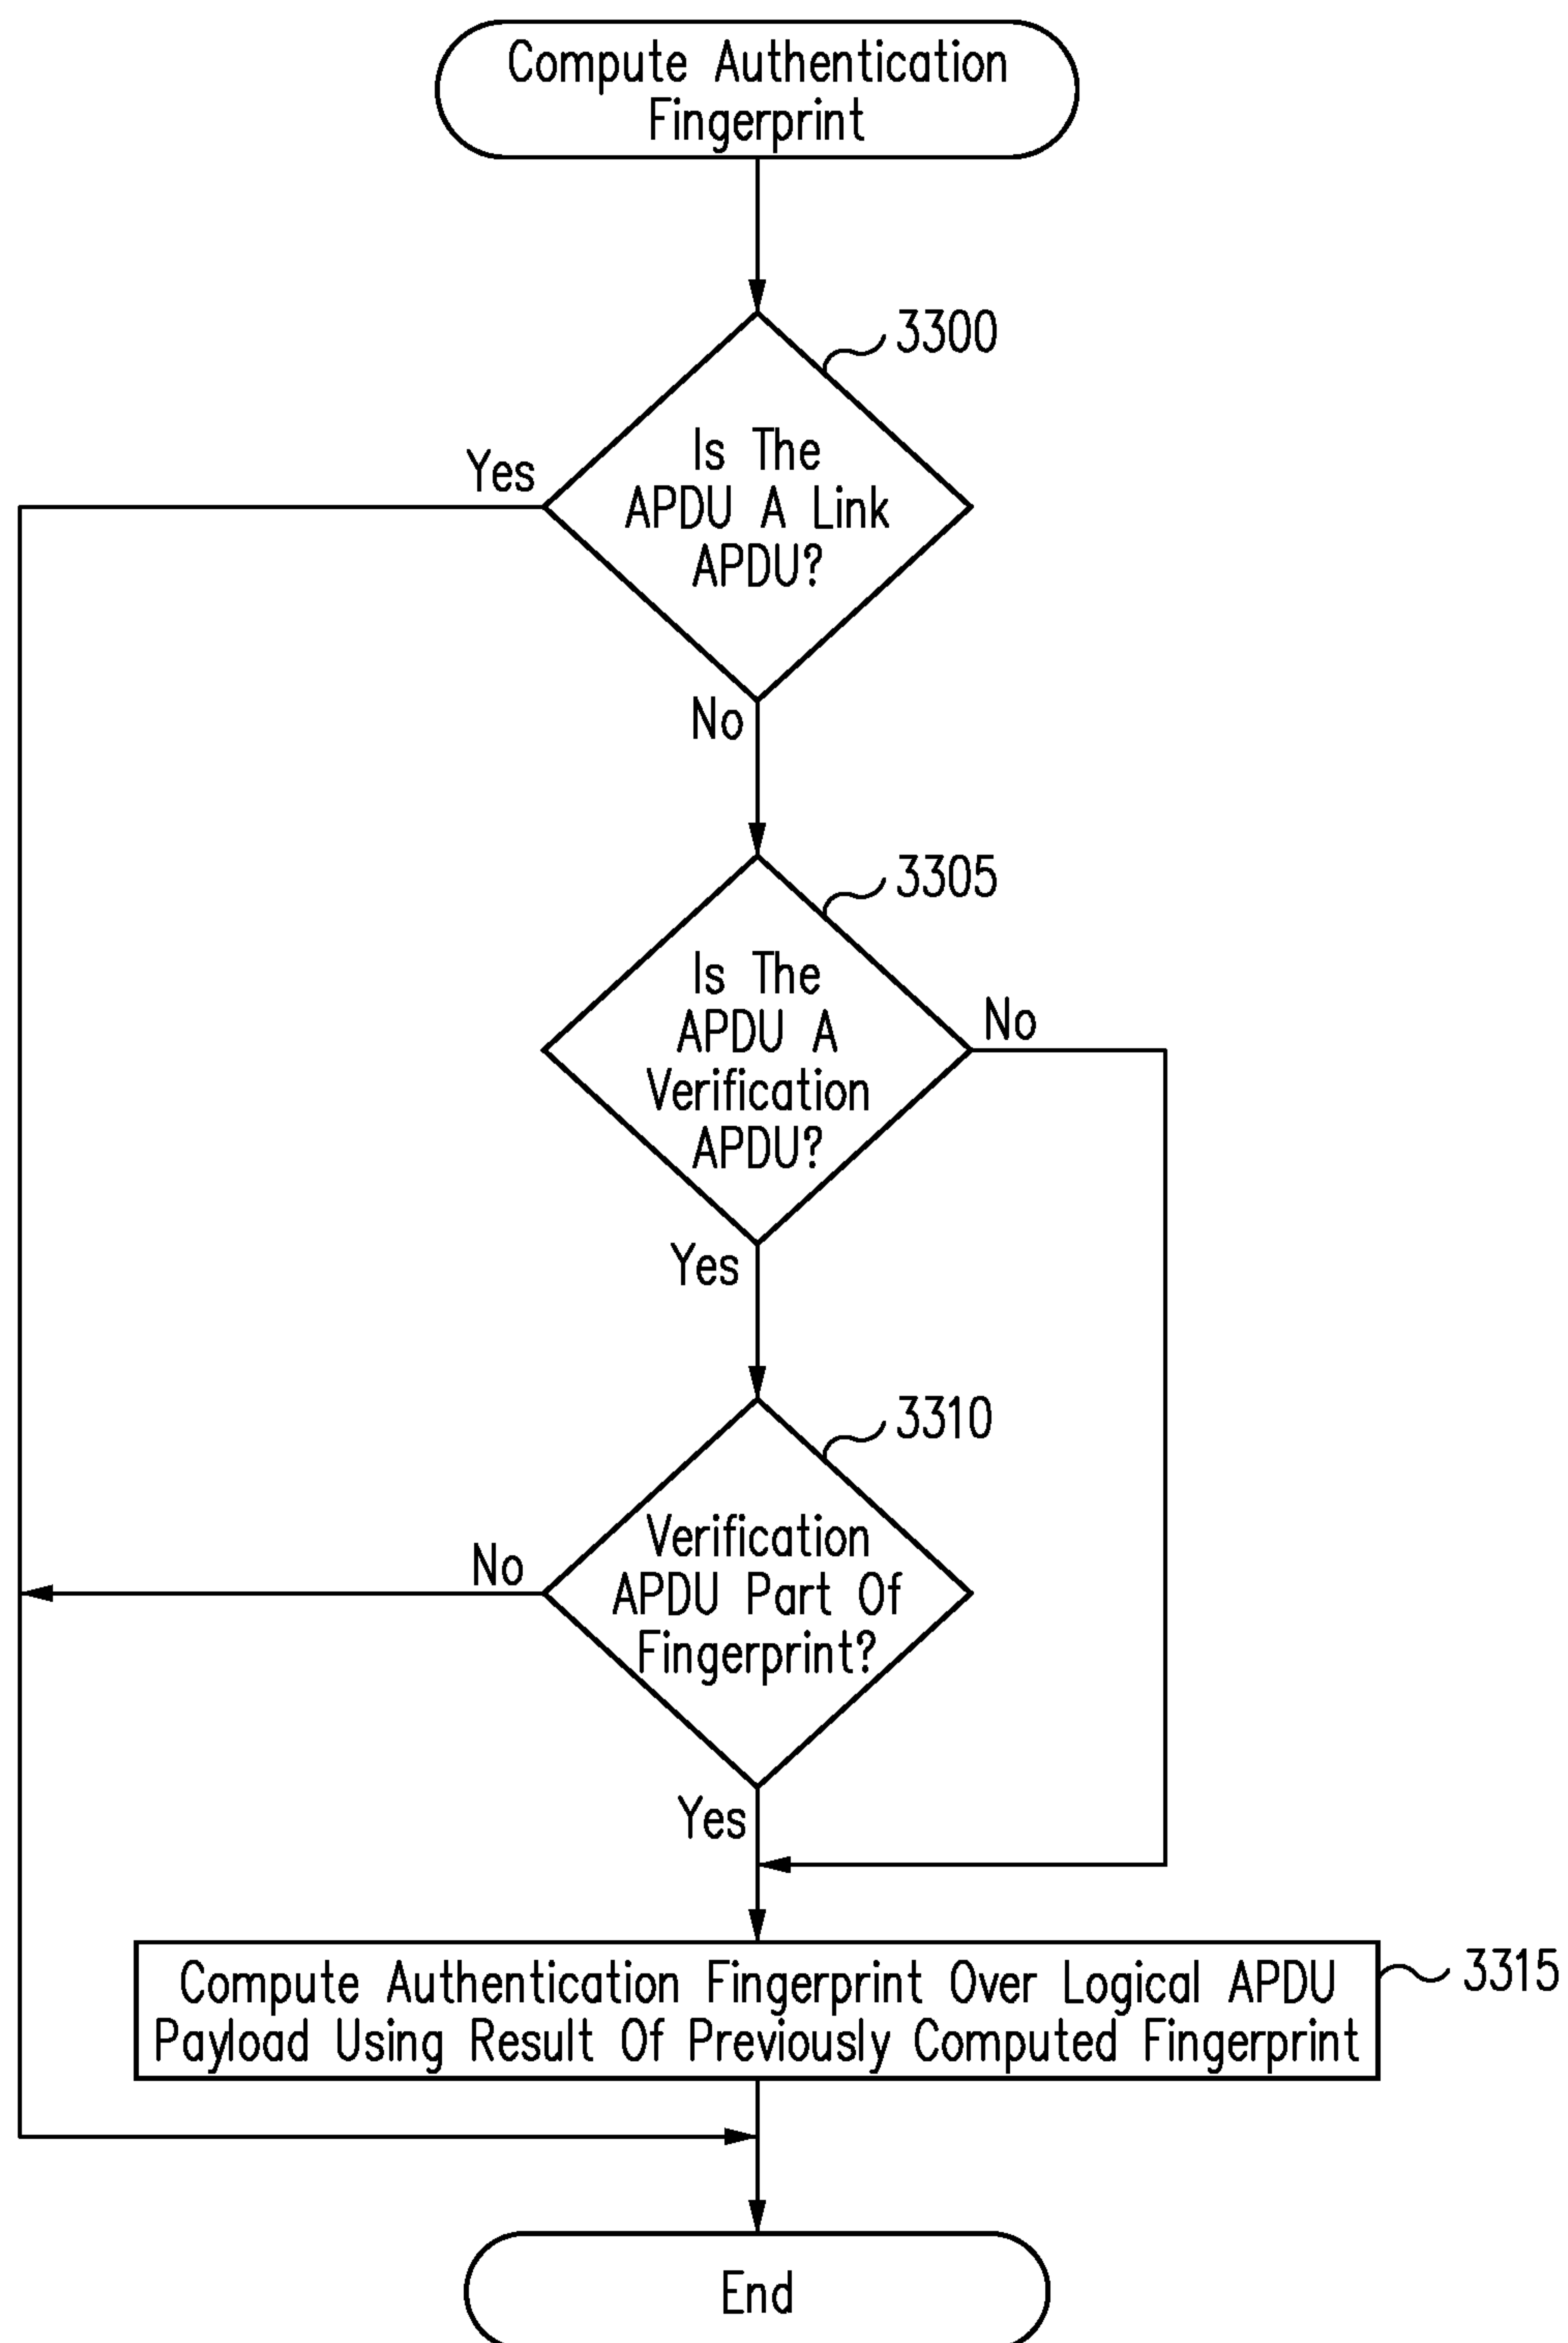 Compute Authentication
Fingerprint
3300
Is The
APDU A Link
APDU?
Yes
No
3305
Is The
APDU A
Verification
APDU?
No
Yes
3310
Verification
APDU Part Of
Fingerprint?
No
Yes
Compute Authentication Fingerprint Over Logical APDU
Payload Using Result Of Previously Computed Fingerprint
3315
End